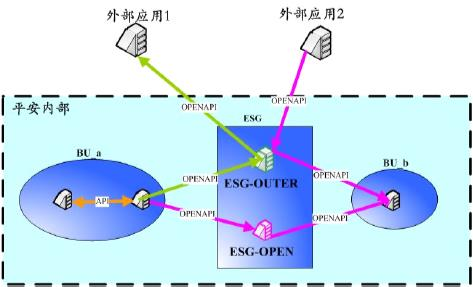 外部应用1
外部应用2
OPENAPI
OPENAPI
平安内部
ESG
BU_a
ESG-OUTER
BU_b
OPENAPI
OPENAPI
API
OPENAPI
OPENAPI
ESG-OPEN